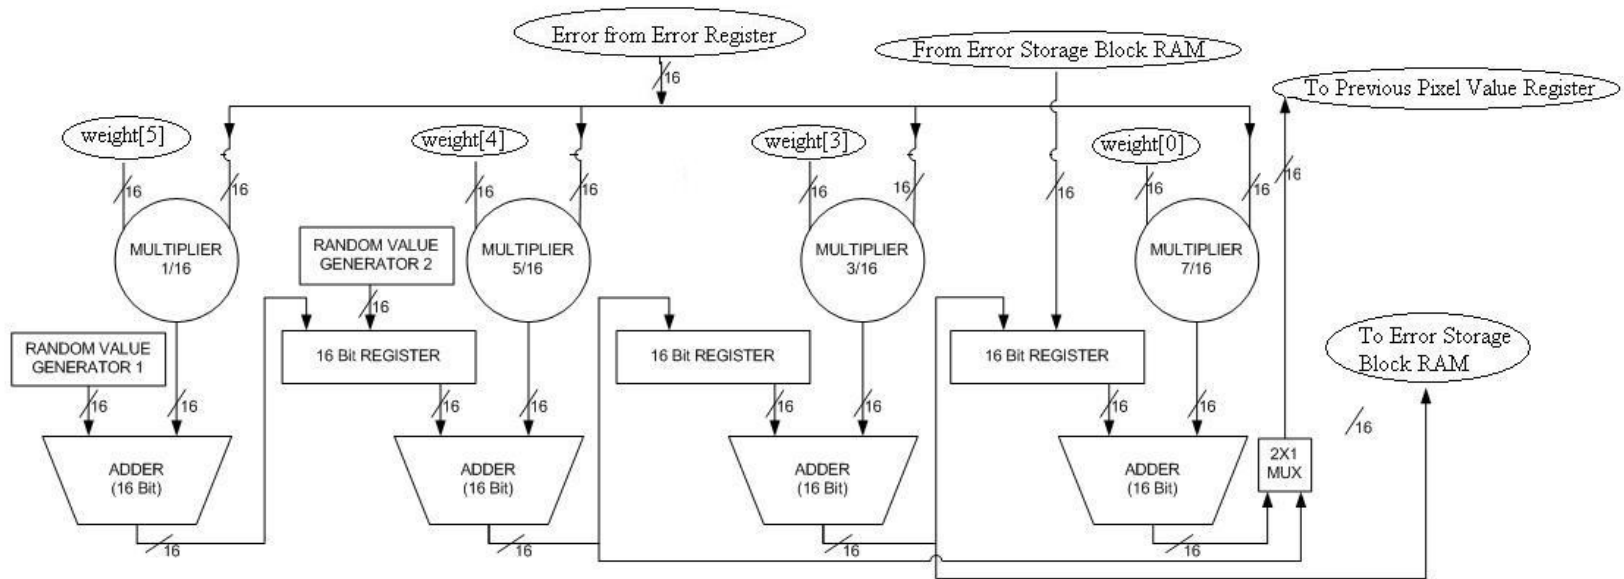 Error from Error Register
From Error Storage Block RAM
16
To Previous Pixel Value Register
weight[5]
weight[4]
weight[3]
weight[0]
16
16
16
16
16
16
16
16
16
16
MULTIPLIER
1/16
RANDOM VALUE
GENERATOR 2
MULTIPLIER
5/16
MULTIPLIER
3/16
MULTIPLIER
7/16
16
RANDOM VALUE
GENERATOR 1
16 Bit REGISTER
16 Bit REGISTER
16 Bit REGISTER
To Error Storage
Block RAM
16
16
16
16
16
16
16
16
16
ADDER
(16 Bit)
ADDER
(16 Bit)
ADDER
(16 Bit)
ADDER
(16 Bit)
2X1
MUX
16
16
16
16